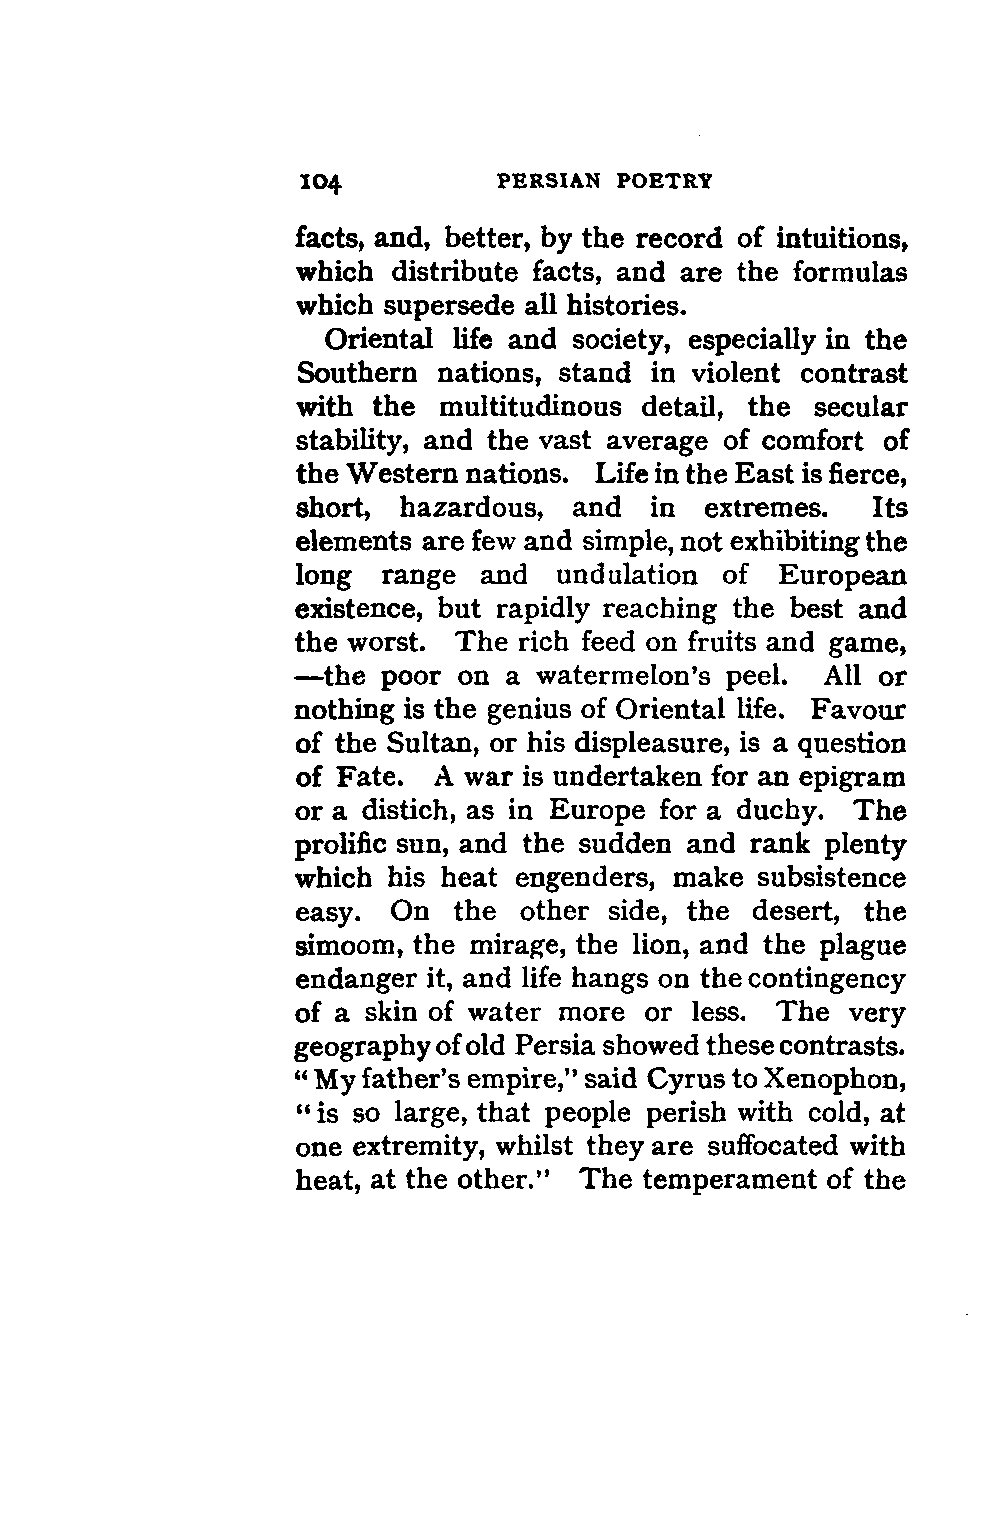 104 PERSIAN POETRY
facts, and, better, by the record of intuitions,
which distribute facts, and are the formulas
which supersede all histories.
Oriental life and society, especially in the
Southern nations, stand in violent contrast
with the multitudinous detail, the secular
stability, and the vast average of comfort of
the Western nations. Life in the East is fierce,
short, hazardous, and in extremes. Its
elements are few and simple, not exhibiting the
long range and undulation of European
existence, but rapidly reaching the best and
the worst. The rich feed on fruits and game,
—the poor on a watermelon's peel. All or
nothing is the genius of Oriental life. Favour
of the Sultan, or his displeasure, is a question
of Fate. A war is undertaken for an epigram
or a distich, as in Europe for a duchy. The
prolific sun, and the sudden and rank plenty
which his heat engenders, make subsistence
easy. On the other side, the desert, the
simoom, the mirage, the lion, and the plague
endanger it, and life hangs on the contingency
of a skin of water more or less. The very
geography of old Persia showed these contrasts.
"My father's empire," said Cyrus to Xenophon,
"is so large, that people perish with cold, at
one extremity, whilst they are suffocated with
heat, at the other." The temperament of the